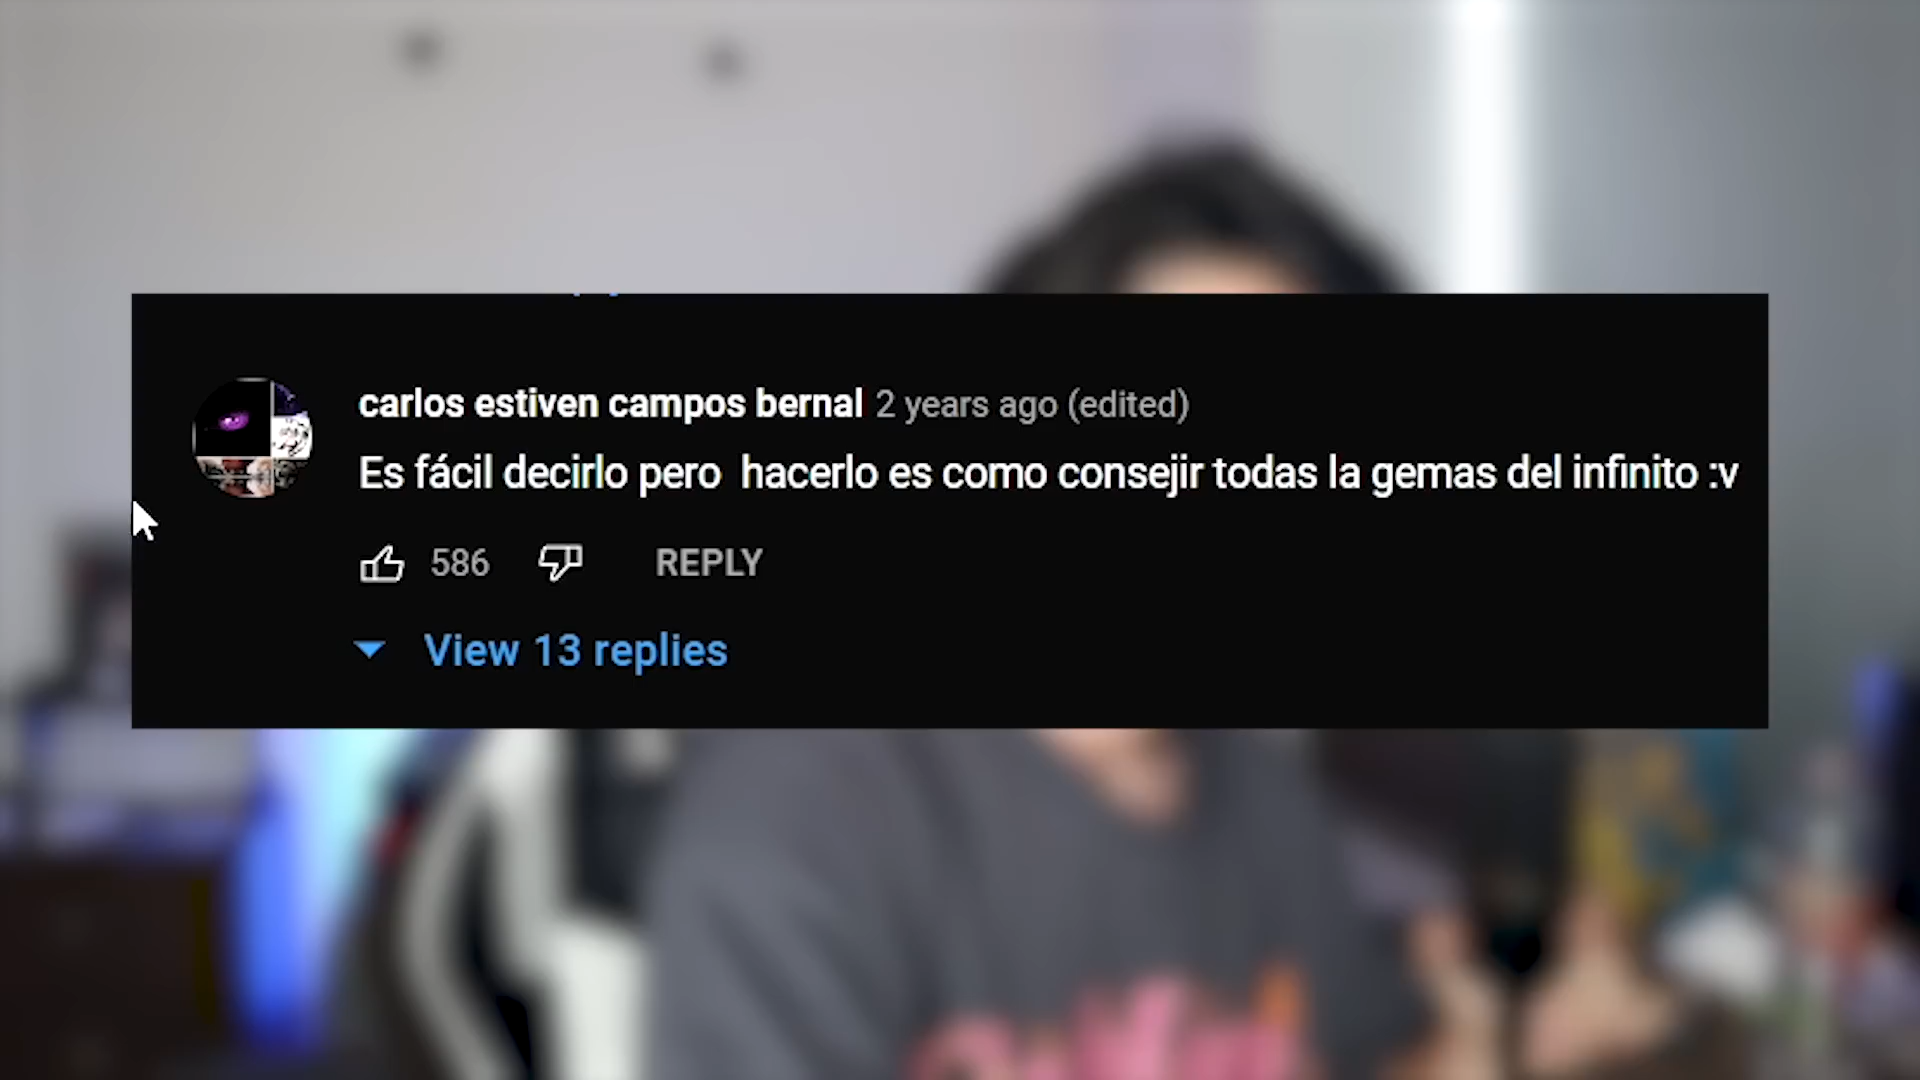 carlos estiven campos bernal 2 years ago (edited)
Es fácil decirlo pero  hacerlo es como consejir todas la gemas del infinito :v
586 REPLY
View 13 replies